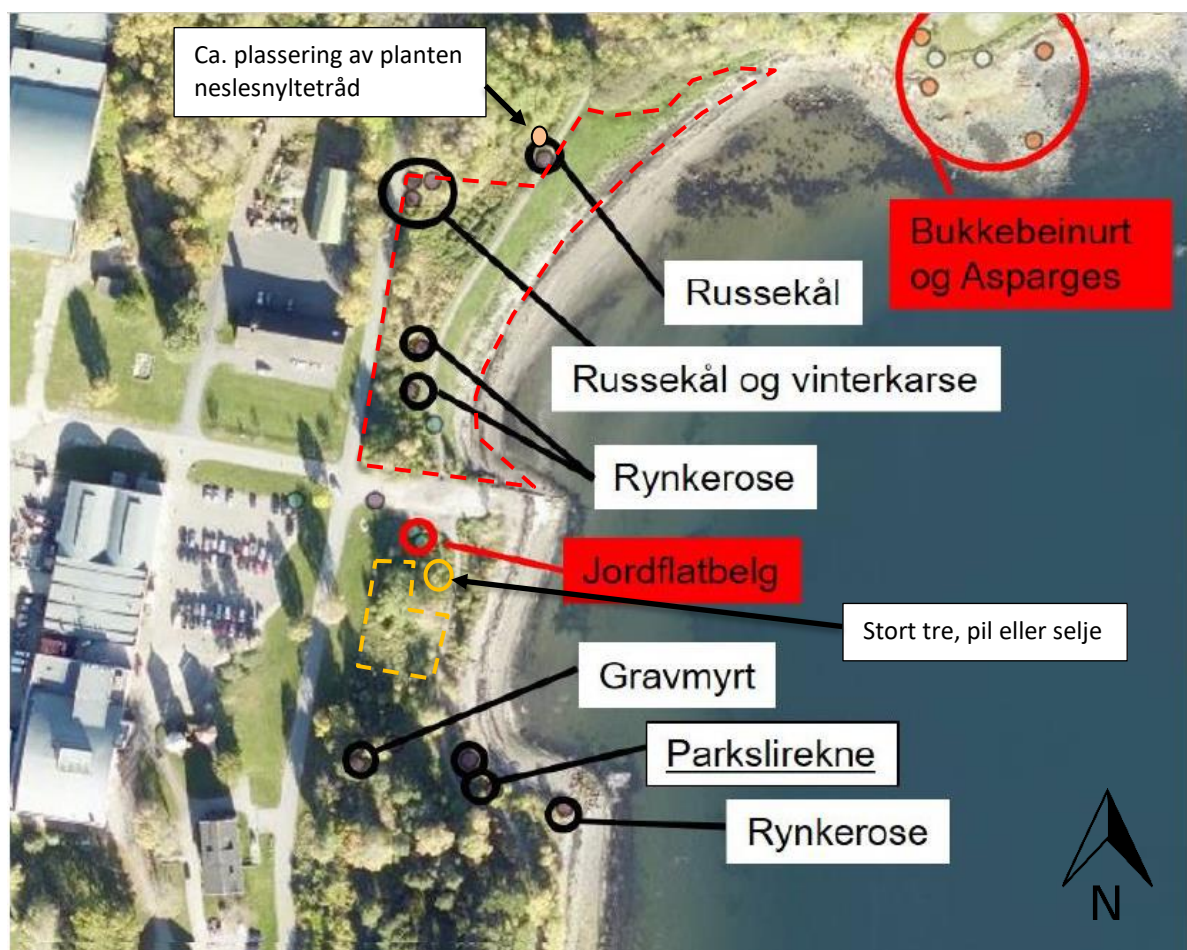 Ca. plassering av planten
neslesnyltetråd
Bukkebeinurt
og Asparges
Russekål
Russekål og vinterkarse
Rynkerose
Jordflatbelg
Stort tre, pil eller selje
Gravmyrt
Parkslirekne
Rynkerose
N